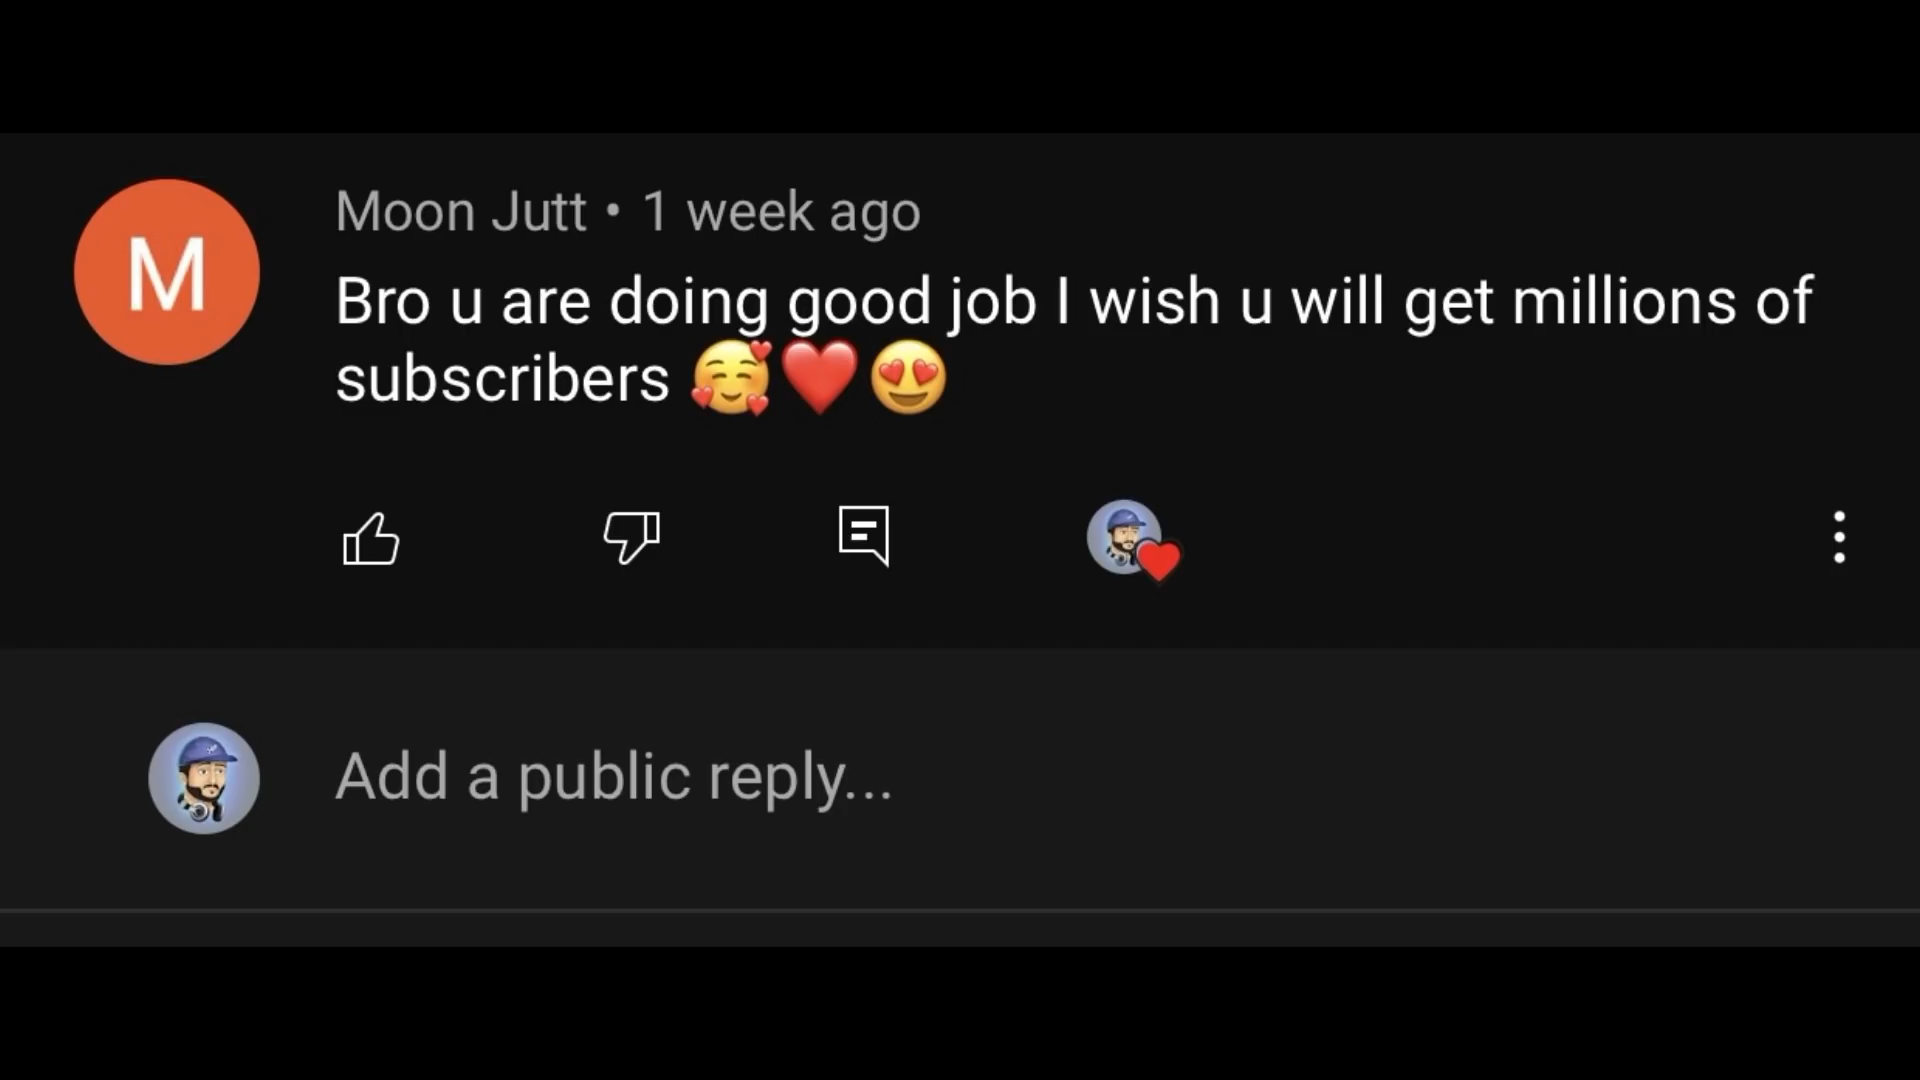 M
Moon Jutt • 1 week ago
Bro u are doing good job I wish u will get millions of
subscribers 🥰❤️😍
Add a public reply...